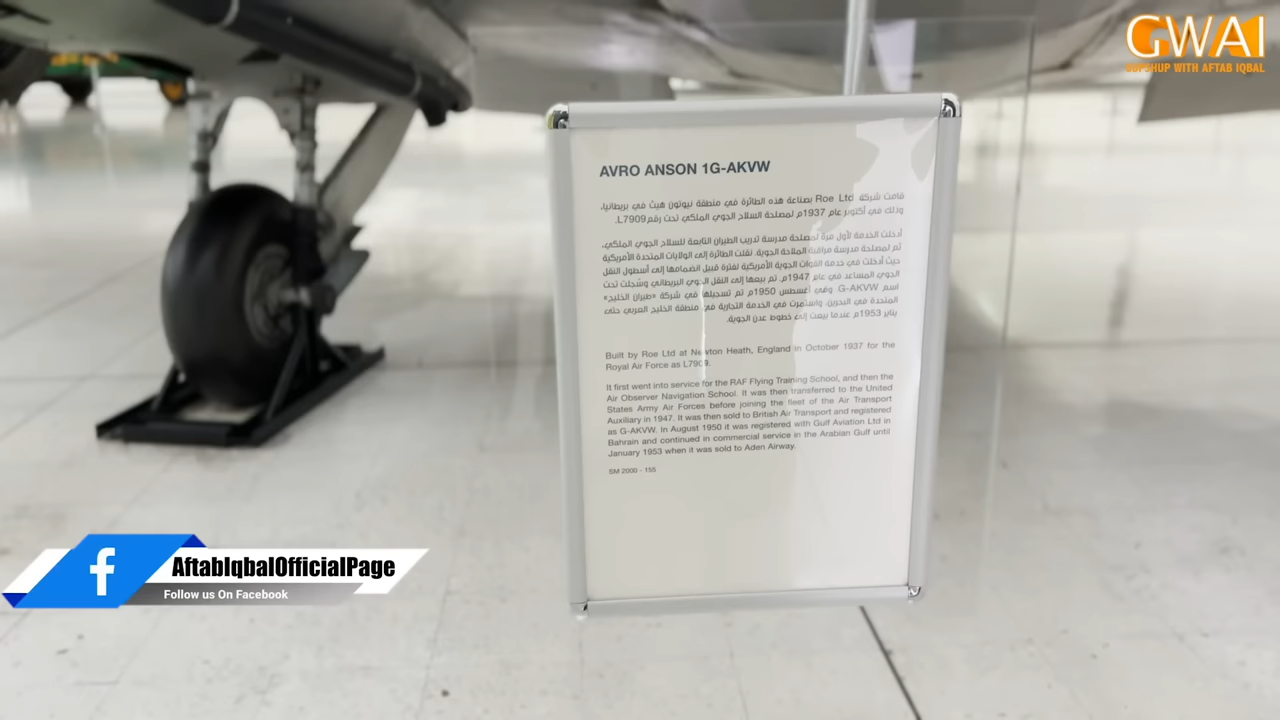 GWAI
GUPSHUP WITH AFTAB IQBAL
AVRO ANSON 1G-AKVW
قامت شركة Roe Ltd بصناعة هذه الطائرة في منطقة نيوتون هيث في بريطانيا،
وذلك في أكتوبر عام 1937م لمصلحة السلاح الجوي الملكي تحت رقم L7909.
أدخلت الخدمة لأول مرة لمصلحة مدرسة تدريب الطيران التابعة للسلاح الجوي الملكي،
ثم لمصلحة مدرسة مراقبة الملاحة الجوية. نقلت الطائرة إلى الولايات المتحدة الأمريكية
حيث أدخلت في خدمة القوات الجوية الأمريكية لفترة قبيل انضمامها إلى أسطول النقل
الجوي المساعد في عام 1947م. تم بيعها إلى النقل الجوي البريطاني وسجلت تحت
اسم G-AKVW. وفي أغسطس 1950م تم تسجيلها في شركة «طيران الخليج»
المتحدة في البحرين، واستمرت في الخدمة التجارية في منطقة الخليج العربي حتى
يناير 1953م عندما بيعت إلى خطوط عدن الجوية.
Built by Roe Ltd at Newton Heath, England in October 1937 for the
Royal Air Force as L7909.
It first went into service for the RAF Flying Training School, and then the
Air Observer Navigation School. It was then transferred to the United
States Army Air Forces before joining the fleet of the Air Transport
Auxiliary in 1947. It was then sold to British Air Transport and registered
as G-AKVW. In August 1950 it was registered with Gulf Aviation Ltd in
Bahrain and continued in commercial service in the Arabian Gulf until
January 1953 when it was sold to Aden Airway.
SM 2000 - 155
AftabIqbalOfficialPage
Follow us On Facebook